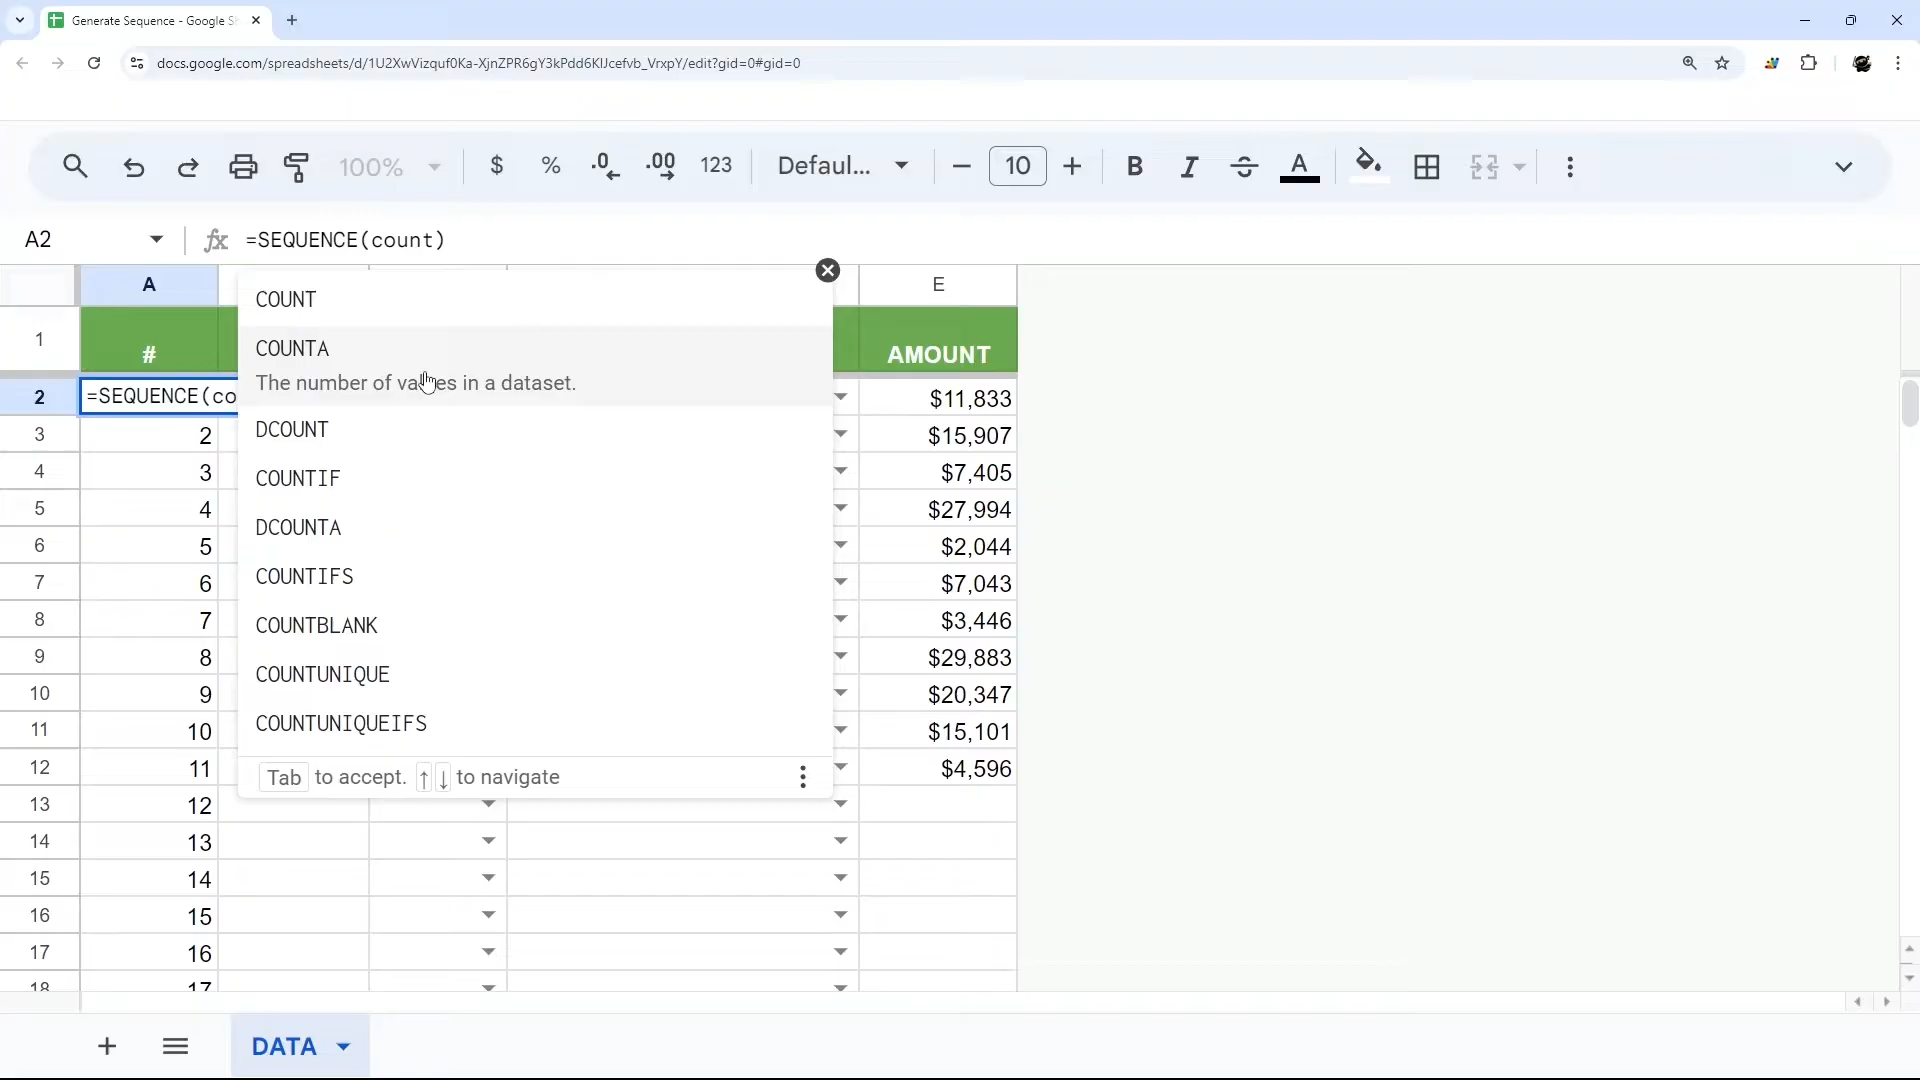 Generate Sequence - Google Sh
docs.google.com/spreadsheets/d/1U2XwVizquf0Ka-XjnZPR6gY3kPdd6KIJcefvb_VrxpY/edit?gid=0#gid=0
100% $ % .0 .00 123 Defaul... 10 B I S A
A2 fx =SEQUENCE(count)
A E
1 # AMOUNT
2 =SEQUENCE(co $11,833
3 2 $15,907
4 3 $7,405
5 4 $27,994
6 5 $2,044
7 6 $7,043
8 7 $3,446
9 8 $29,883
10 9 $20,347
11 10 $15,101
12 11 $4,596
13 12
14 13
15 14
16 15
17 16
18 17
COUNT
COUNTA
The number of values in a dataset.
DCOUNT
COUNTIF
DCOUNTA
COUNTIFS
COUNTBLANK
COUNTUNIQUE
COUNTUNIQUEIFS
Tab to accept. ↑ ↓ to navigate
DATA